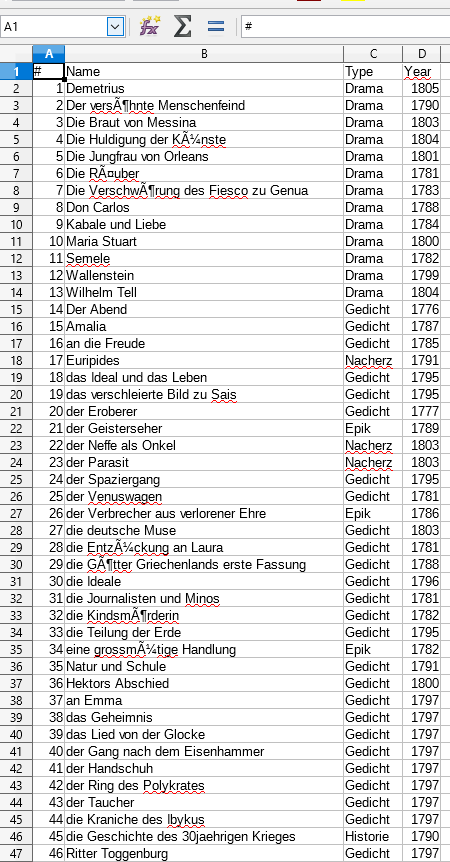 A1 #
A B C D
1 # Name Type Year
2 1 Demetrius Drama 1805
3 2 Der versÃ¶hnte Menschenfeind Drama 1790
4 3 Die Braut von Messina Drama 1803
5 4 Die Huldigung der KÃ¼nste Drama 1804
6 5 Die Jungfrau von Orleans Drama 1801
7 6 Die RÃ¤uber Drama 1781
8 7 Die VerschwÃ¶rung des Fiesco zu Genua Drama 1783
9 8 Don Carlos Drama 1788
10 9 Kabale und Liebe Drama 1784
11 10 Maria Stuart Drama 1800
12 11 Semele Drama 1782
13 12 Wallenstein Drama 1799
14 13 Wilhelm Tell Drama 1804
15 14 Der Abend Gedicht 1776
16 15 Amalia Gedicht 1787
17 16 an die Freude Gedicht 1785
18 17 Euripides Nacherz 1791
19 18 das Ideal und das Leben Gedicht 1795
20 19 das verschleierte Bild zu Sais Gedicht 1795
21 20 der Eroberer Gedicht 1777
22 21 der Geisterseher Epik 1789
23 22 der Neffe als Onkel Nacherz 1803
24 23 der Parasit Nacherz 1803
25 24 der Spaziergang Gedicht 1795
26 25 der Venuswagen Gedicht 1781
27 26 der Verbrecher aus verlorener Ehre Epik 1786
28 27 die deutsche Muse Gedicht 1803
29 28 die EntzÃ¼ckung an Laura Gedicht 1781
30 29 die GÃ¶tter Griechenlands erste Fassung Gedicht 1788
31 30 die Ideale Gedicht 1796
32 31 die Journalisten und Minos Gedicht 1781
33 32 die KindsmÃ¶rderin Gedicht 1782
34 33 die Teilung der Erde Gedicht 1795
35 34 eine grossmÃ¼tige Handlung Epik 1782
36 35 Natur und Schule Gedicht 1791
37 36 Hektors Abschied Gedicht 1800
38 37 an Emma Gedicht 1797
39 38 das Geheimnis Gedicht 1797
40 39 das Lied von der Glocke Gedicht 1797
41 40 der Gang nach dem Eisenhammer Gedicht 1797
42 41 der Handschuh Gedicht 1797
43 42 der Ring des Polykrates Gedicht 1797
44 43 der Taucher Gedicht 1797
45 44 die Kraniche des Ibykus Gedicht 1797
46 45 die Geschichte des 30jaehrigen Krieges Historie 1790
47 46 Ritter Toggenburg Gedicht 1797